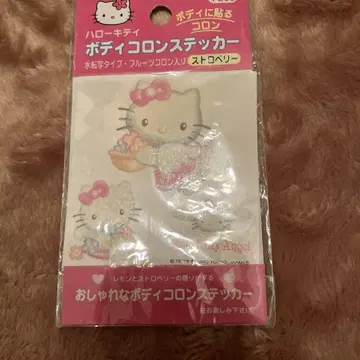 ボディに貼る
コロン
ハローキティ
ボディコロンステッカー
水転写タイプ・フルーツコロン入り
ストロベリー
Angel
レモンとストロベリーの香りがする
おしゃれなボディコロンステッカー